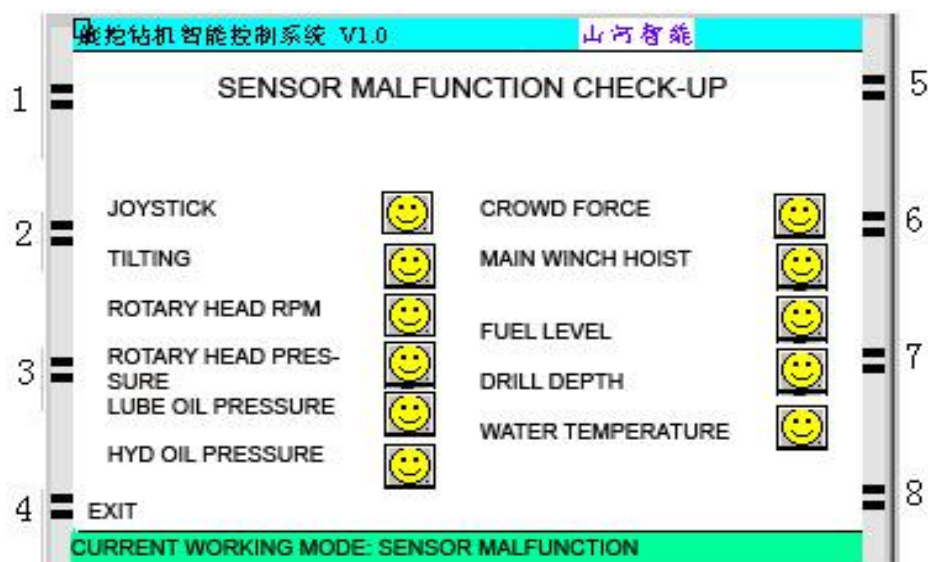 旋挖钻机智能控制系统 V1.0 山河智能
SENSOR MALFUNCTION CHECK-UP
1
5
JOYSTICK
CROWD FORCE
2
6
TILTING
MAIN WINCH HOIST
ROTARY HEAD RPM
FUEL LEVEL
ROTARY HEAD PRES-
SURE
3
7
DRILL DEPTH
LUBE OIL PRESSURE
WATER TEMPERATURE
HYD OIL PRESSURE
4
8
EXIT
CURRENT WORKING MODE: SENSOR MALFUNCTION